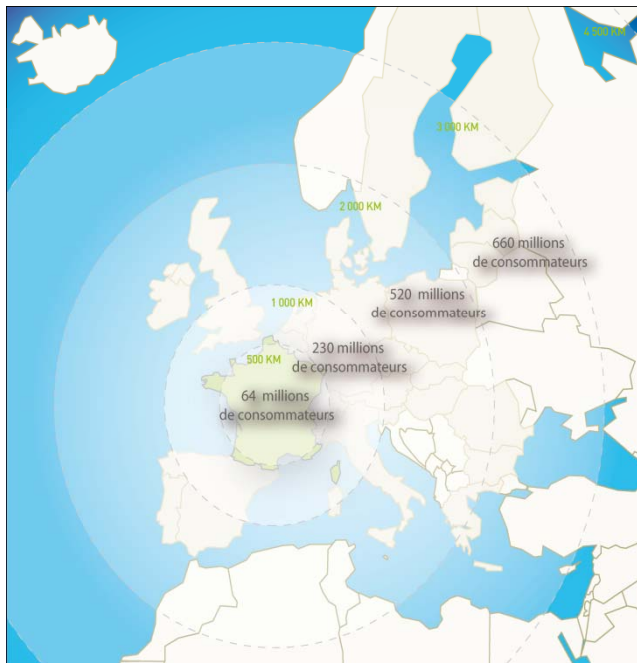 4 500 KM
3 000 KM
2 000 KM
660 millions
de consommateurs
520 millions
de consommateurs
1 000 KM
230 millions
de consommateurs
500 KM
64 millions
de consommateurs